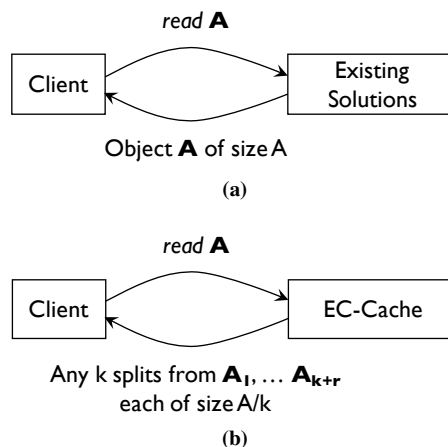 read A
Client
Existing
Solutions
Object A of size A
(a)
read A
Client
EC-Cache
Any k splits from A1, … Ak+r
each of size A/k
(b)